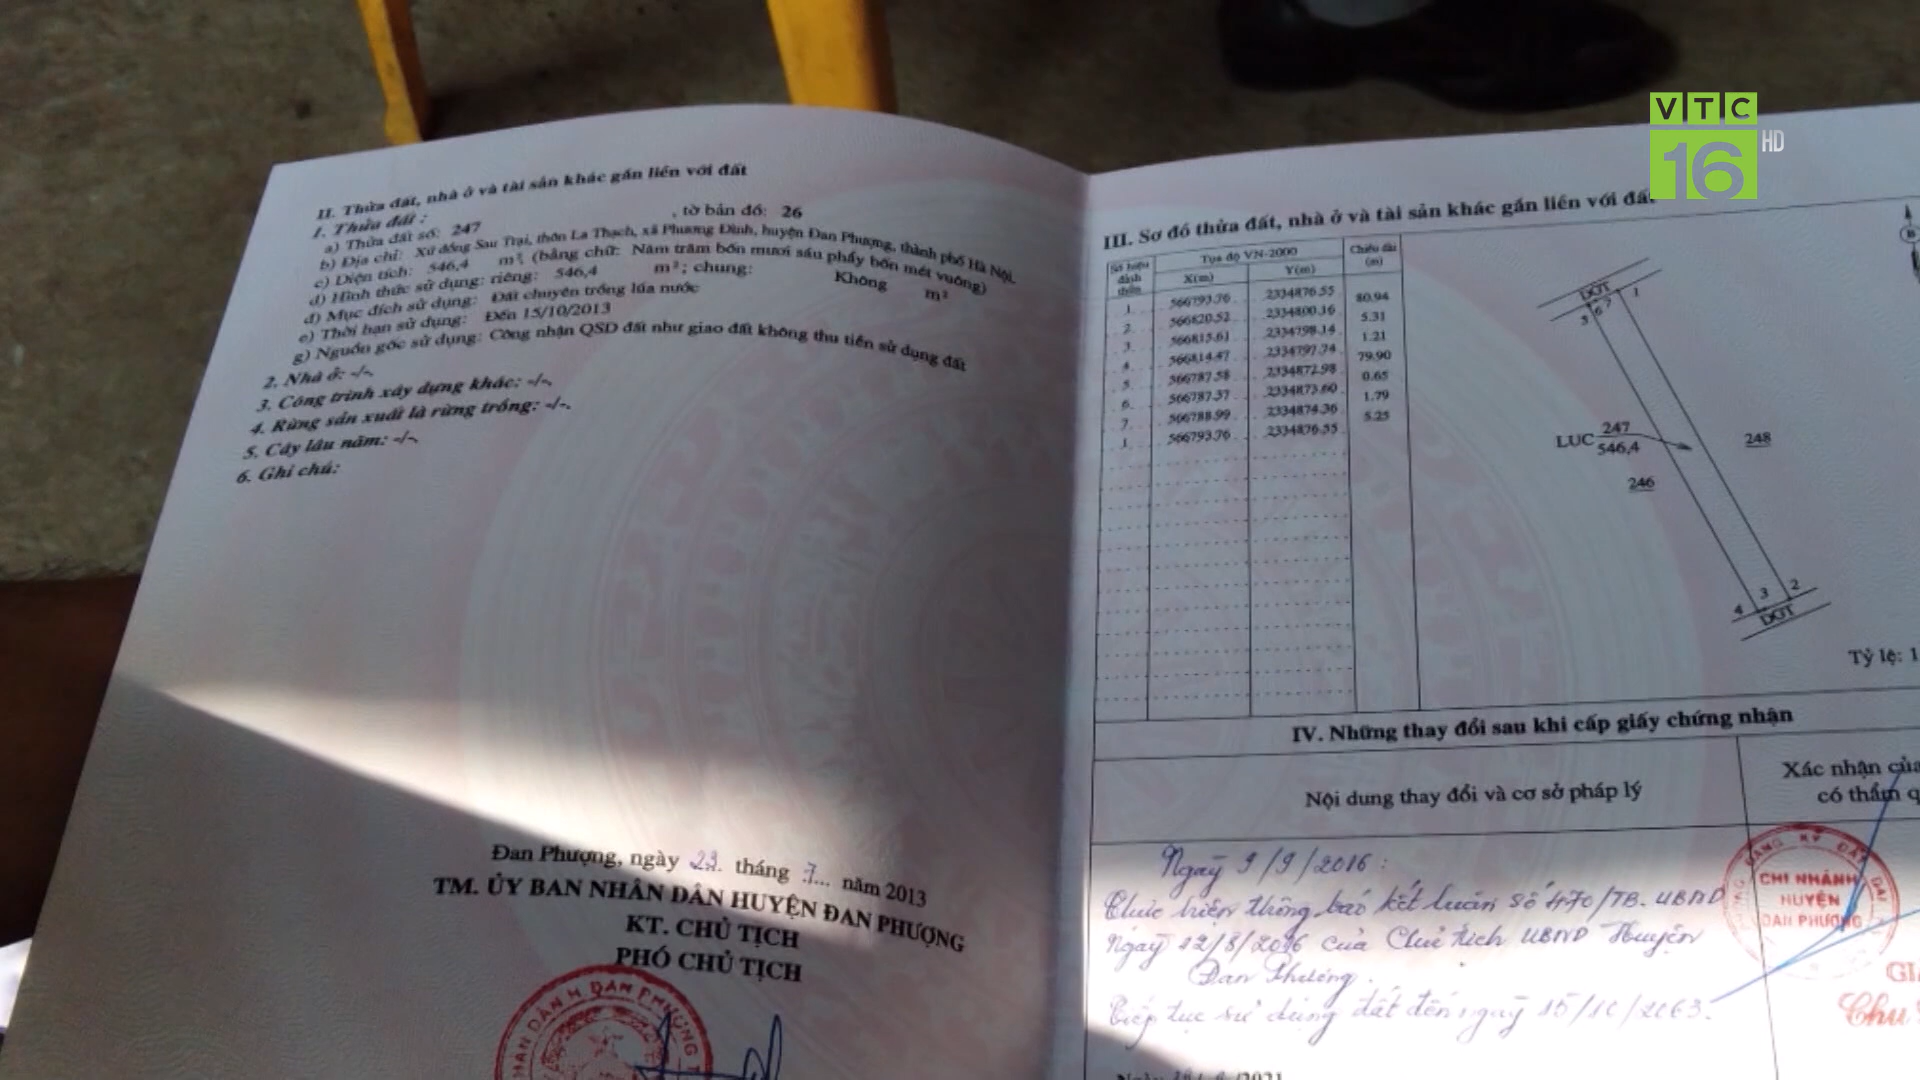 VTC
16 HD
II. Thửa đất, nhà ở và tài sản khác gắn liền với đất
1. Thửa đất :
a) Thửa đất số: 247 , tờ bản đồ: 26
b) Địa chỉ: Xứ đồng Sau Trại, thôn La Thạch, xã Phương Đình, huyện Đan Phượng, thành phố Hà Nội.
c) Diện tích: 546,4 m², (bằng chữ: Năm trăm bốn mươi sáu phẩy bốn mét vuông)
d) Hình thức sử dụng: riêng: 546,4 m² ; chung: Không m²
đ) Mục đích sử dụng: Đất chuyên trồng lúa nước
e) Thời hạn sử dụng: Đến 15/10/2013
g) Nguồn gốc sử dụng: Công nhận QSD đất như giao đất không thu tiền sử dụng đất
2. Nhà ở: -/-.
3. Công trình xây dựng khác: -/-.
4. Rừng sản xuất là rừng trồng: -/-.
5. Cây lâu năm: -/-.
6. Ghi chú:
Đan Phượng, ngày 23. tháng .7... năm 2013
TM. ỦY BAN NHÂN DÂN HUYỆN ĐAN PHƯỢNG
KT. CHỦ TỊCH
PHÓ CHỦ TỊCH
III. Sơ đồ thửa đất, nhà ở và tài sản khác gắn liền với đất
Số hiệu đỉnh thửa Tọa độ VN-2000 Chiều dài (m)
X(m) Y(m)
1 566793.76 2334876.55
80.94
2 566820.52 2334800.16
5.31
3 566815.61 2334798.14
1.21
4 566814.47 2334797.74
79.90
5 566787.58 2334872.98
0.65
6 566787.37 2334873.60
1.79
7 566788.99 2334874.36
5.25
1 566793.76 2334876.55
B
DGT
5 6 7 1
LUC 247
546,4
248
246
4 3 2
DGT
Tỷ lệ: 1
IV. Những thay đổi sau khi cấp giấy chứng nhận
Nội dung thay đổi và cơ sở pháp lý
Xác nhận của
có thẩm q
Ngày 9/9/2016:
Thực hiện thông báo kết luận số 470/TB.UBND
Ngày 12/8/2016 của Chủ tịch UBND Huyện
Đan Phượng.
Tiếp tục sử dụng đất đến ngày 15/10/2063.
CHI NHÁNH
HUYỆN
ĐAN PHƯỢNG